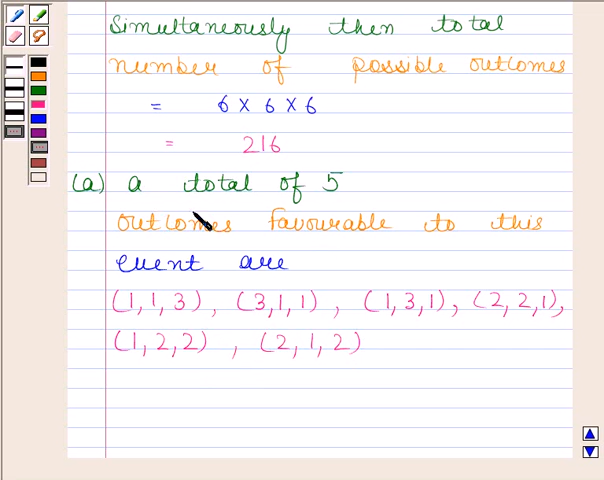 Simultaneously then total
number of possible outcomes
= 6 × 6 × 6
= 216
(a) a total of 5
outcomes favourable to this
event are
(1, 1, 3), (3, 1, 1), (1, 3, 1), (2, 2, 1),
(1, 2, 2), (2, 1, 2)